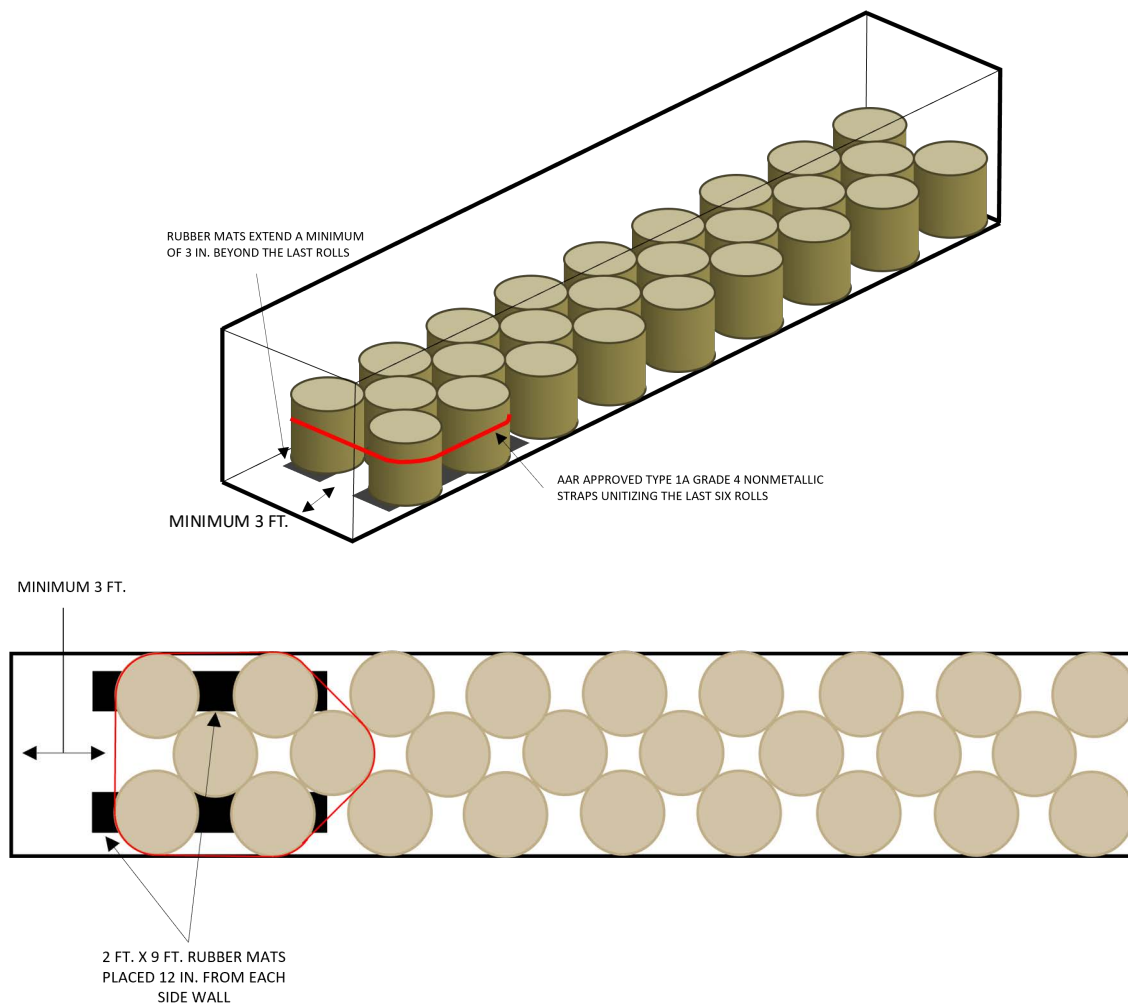 RUBBER MATS EXTEND A MINIMUM
OF 3 IN. BEYOND THE LAST ROLLS
AAR APPROVED TYPE 1A GRADE 4 NONMETALLIC
STRAPS UNITIZING THE LAST SIX ROLLS
MINIMUM 3 FT.
MINIMUM 3 FT.
2 FT. X 9 FT. RUBBER MATS
PLACED 12 IN. FROM EACH
SIDE WALL